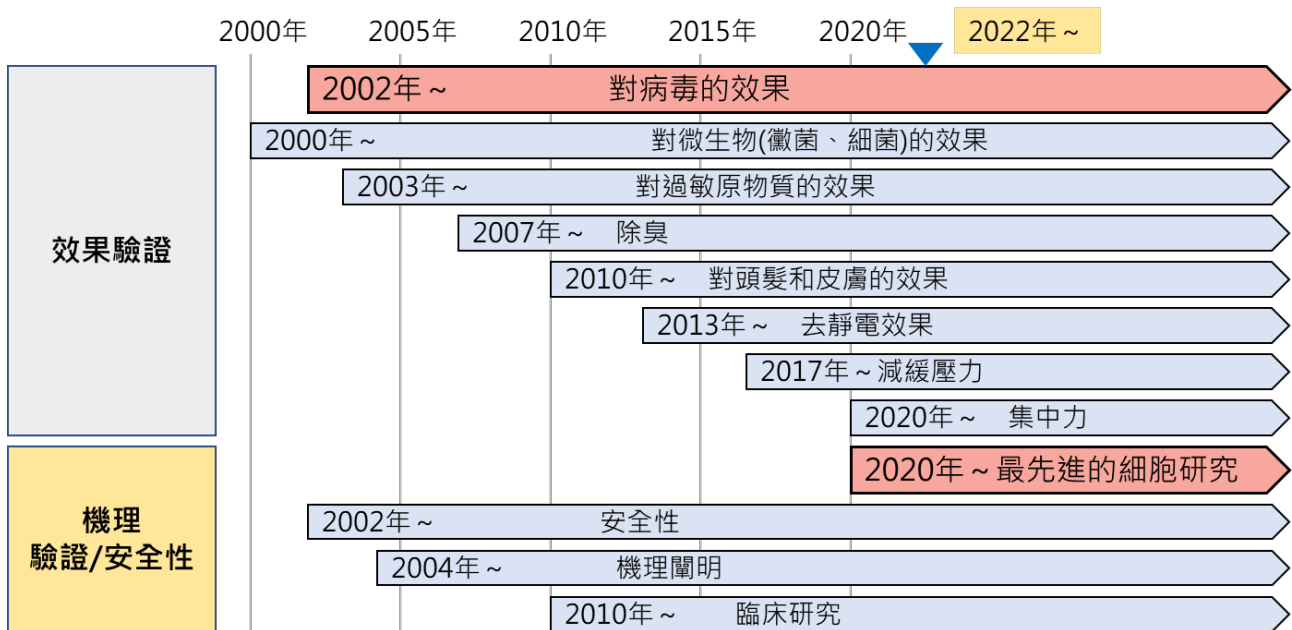 2000年 2005年 2010年 2015年 2020年 2022年~
2002年~ 對病毒的效果
2000年~ 對微生物(黴菌、細菌)的效果
2003年~ 對過敏原物質的效果
2007年~ 除臭
效果驗證
2010年~ 對頭髮和皮膚的效果
2013年~ 去靜電效果
2017年~減緩壓力
2020年~ 集中力
2020年~最先進的細胞研究
機理
驗證/安全性
2002年~ 安全性
2004年~ 機理闡明
2010年~ 臨床研究